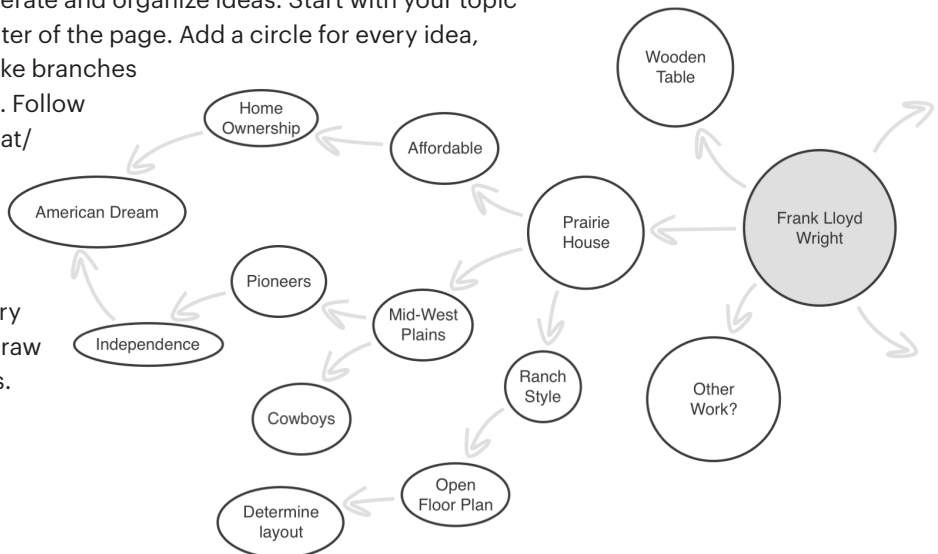 erate and organize ideas. Start with your topic
ter of the page. Add a circle for every idea,
ke branches
. Follow
at/
ry
raw
s.
Wooden
Table
Home
Ownership
Affordable
American Dream
Prairie
House
Frank Lloyd
Wright
Pioneers
Mid-West
Plains
Independence
Ranch
Style
Other
Work?
Cowboys
Open
Floor Plan
Determine
layout